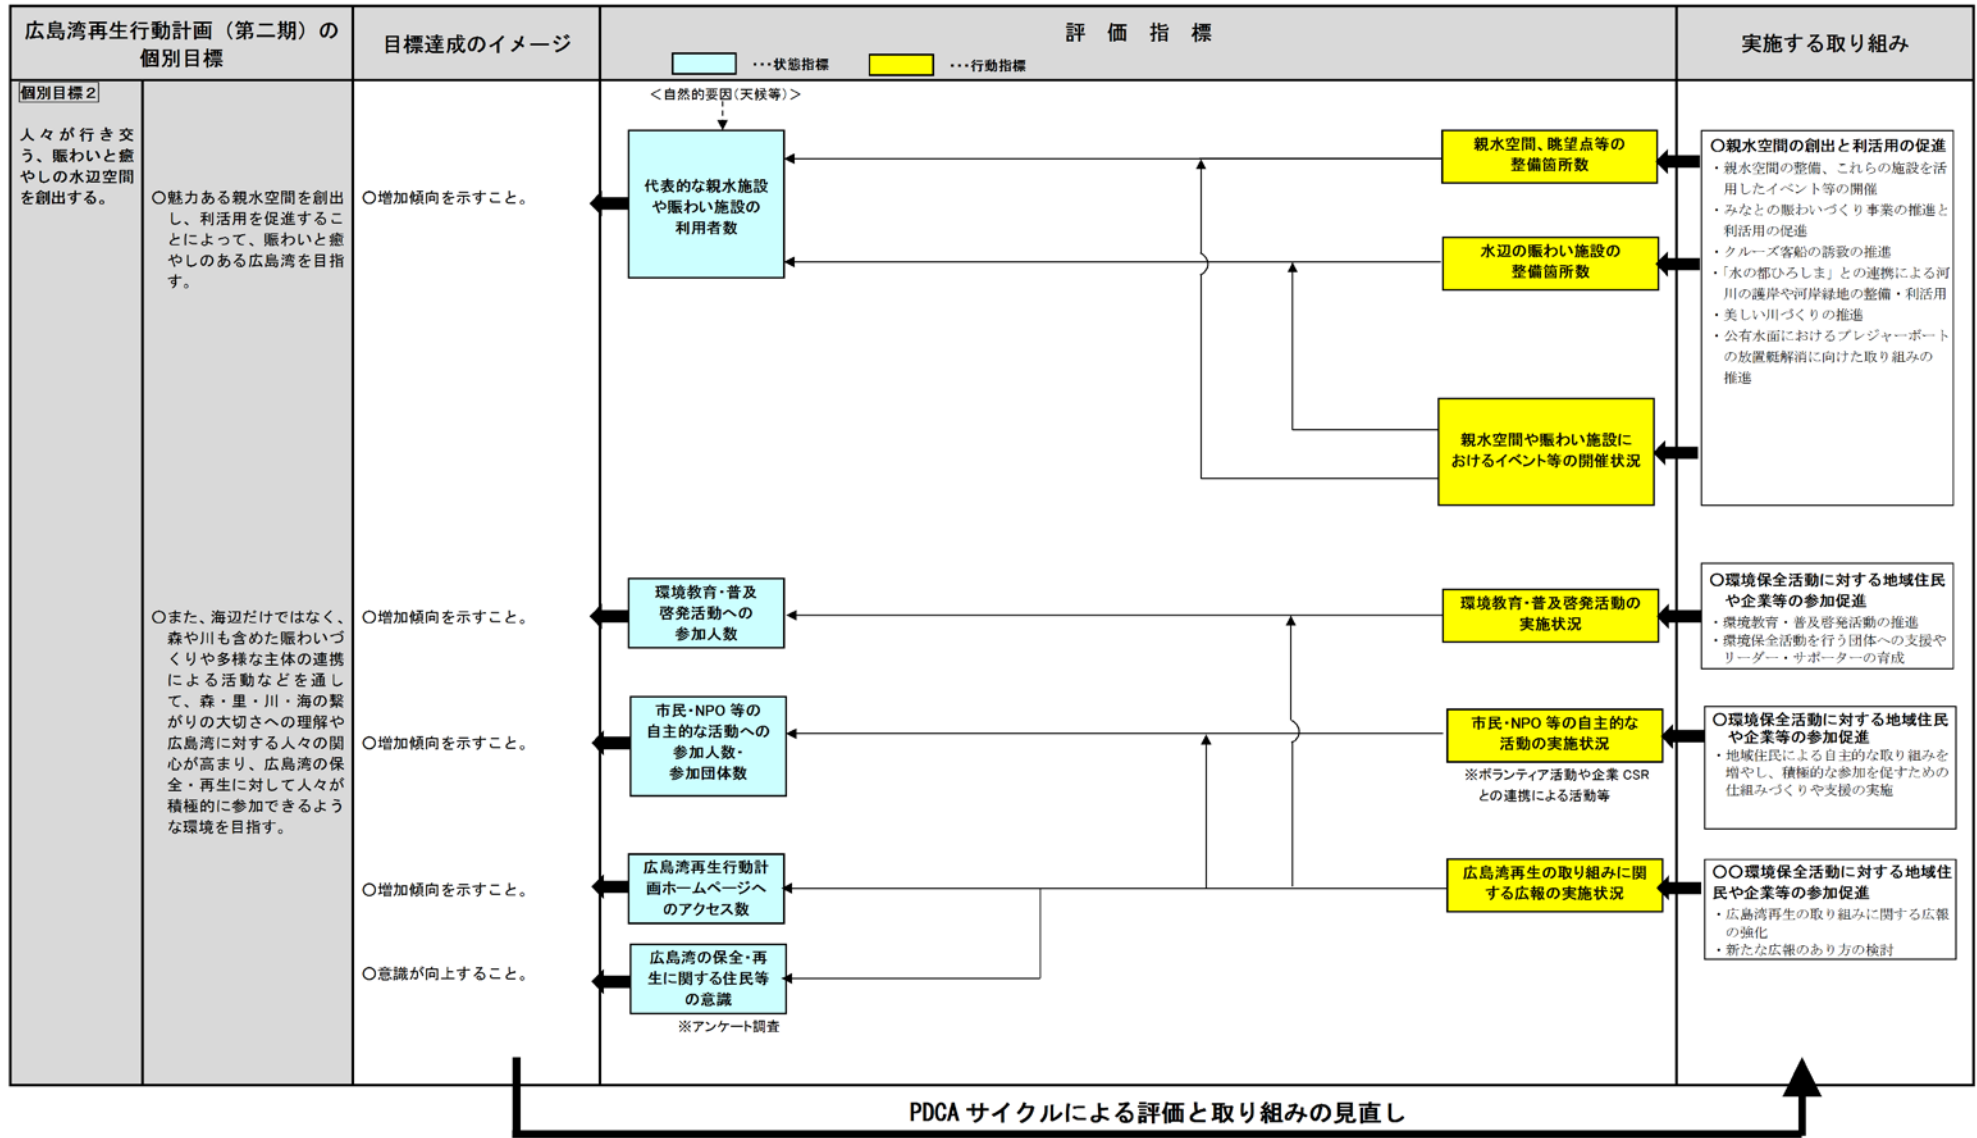 広島湾再生行動計画（第二期）の
個別目標
目標達成のイメージ
評　価　指　標
・・・状態指標
・・・行動指標
実施する取り組み
個別目標２
人々が行き交
う、賑わいと癒
やしの水辺空間
を創出する。
〇魅力ある親水空間を創出
し、利活用を促進するこ
とによって、賑わいと癒
やしのある広島湾を目指
す。
〇増加傾向を示すこと。
＜自然的要因（天候等）＞
代表的な親水施設
や賑わい施設の
利用者数
親水空間、眺望点等の
整備箇所数
水辺の賑わい施設の
整備箇所数
親水空間や賑わい施設に
おけるイベント等の開催状況
〇親水空間の創出と利活用の促進
・親水空間の整備、これらの施設を活
用したイベント等の開催
・みなとの賑わいづくり事業の推進と
利活用の促進
・クルーズ客船の誘致の推進
・「水の都ひろしま」との連携による河
川の護岸や河岸緑地の整備・利活用
・美しい川づくりの推進
・公有水面におけるプレジャーボート
の放置艇解消に向けた取り組みの
推進
〇また、海辺だけではなく、
森や川も含めた賑わいづ
くりや多様な主体の連携
による活動などを通し
て、森・里・川・海の繋
がりの大切さへの理解や
広島湾に対する人々の関
心が高まり、広島湾の保
全・再生に対して人々が
積極的に参加できるよう
な環境を目指す。
〇増加傾向を示すこと。
環境教育・普及
啓発活動への
参加人数
環境教育・普及啓発活動の
実施状況
〇環境保全活動に対する地域住民
や企業等の参加促進
・環境教育・普及啓発活動の推進
・環境保全活動を行う団体への支援や
リーダー・サポーターの育成
〇増加傾向を示すこと。
市民・NPO 等の
自主的な活動への
参加人数・
参加団体数
市民・NPO 等の自主的な
活動の実施状況
※ボランティア活動や企業 CSR
との連携による活動等
〇環境保全活動に対する地域住民
や企業等の参加促進
・地域住民による自主的な取り組みを
増やし、積極的な参加を促すための
仕組みづくりや支援の実施
〇増加傾向を示すこと。
広島湾再生行動計
画ホームページへ
のアクセス数
広島湾再生の取り組みに関
する広報の実施状況
〇〇環境保全活動に対する地域住
民や企業等の参加促進
・広島湾再生の取り組みに関する広報
の強化
・新たな広報のあり方の検討
〇意識が向上すること。
広島湾の保全・再
生に関する住民等
の意識
※アンケート調査
PDCA サイクルによる評価と取り組みの見直し